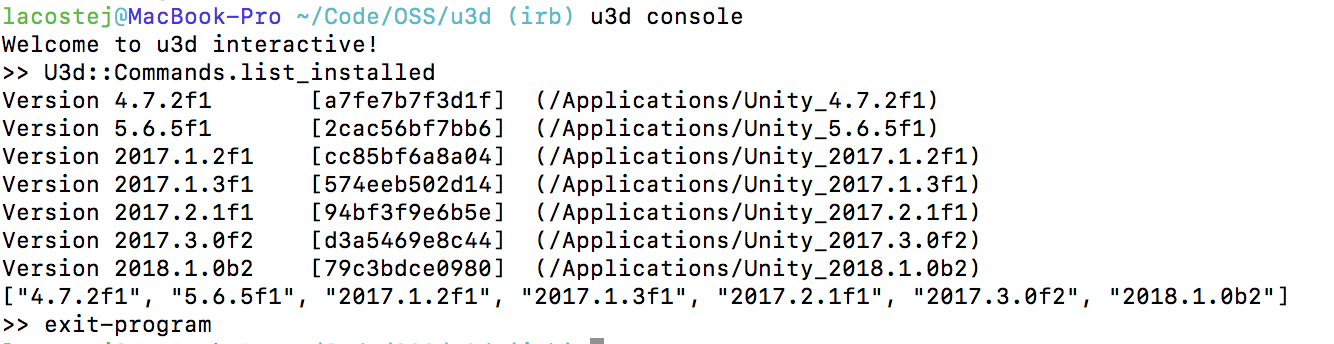 lacostej@MacBook-Pro ~/Code/OSS/u3d (irb) u3d console
Welcome to u3d interactive!
>> U3d::Commands.list_installed
Version 4.7.2f1 [a7fe7b7f3d1f] (/Applications/Unity_4.7.2f1)
Version 5.6.5f1 [2cac56bf7bb6] (/Applications/Unity_5.6.5f1)
Version 2017.1.2f1 [cc85bf6a8a04] (/Applications/Unity_2017.1.2f1)
Version 2017.1.3f1 [574eeb502d14] (/Applications/Unity_2017.1.3f1)
Version 2017.2.1f1 [94bf3f9e6b5e] (/Applications/Unity_2017.2.1f1)
Version 2017.3.0f2 [d3a5469e8c44] (/Applications/Unity_2017.3.0f2)
Version 2018.1.0b2 [79c3bdce0980] (/Applications/Unity_2018.1.0b2)
["4.7.2f1", "5.6.5f1", "2017.1.2f1", "2017.1.3f1", "2017.2.1f1", "2017.3.0f2", "2018.1.0b2"]
>> exit-program